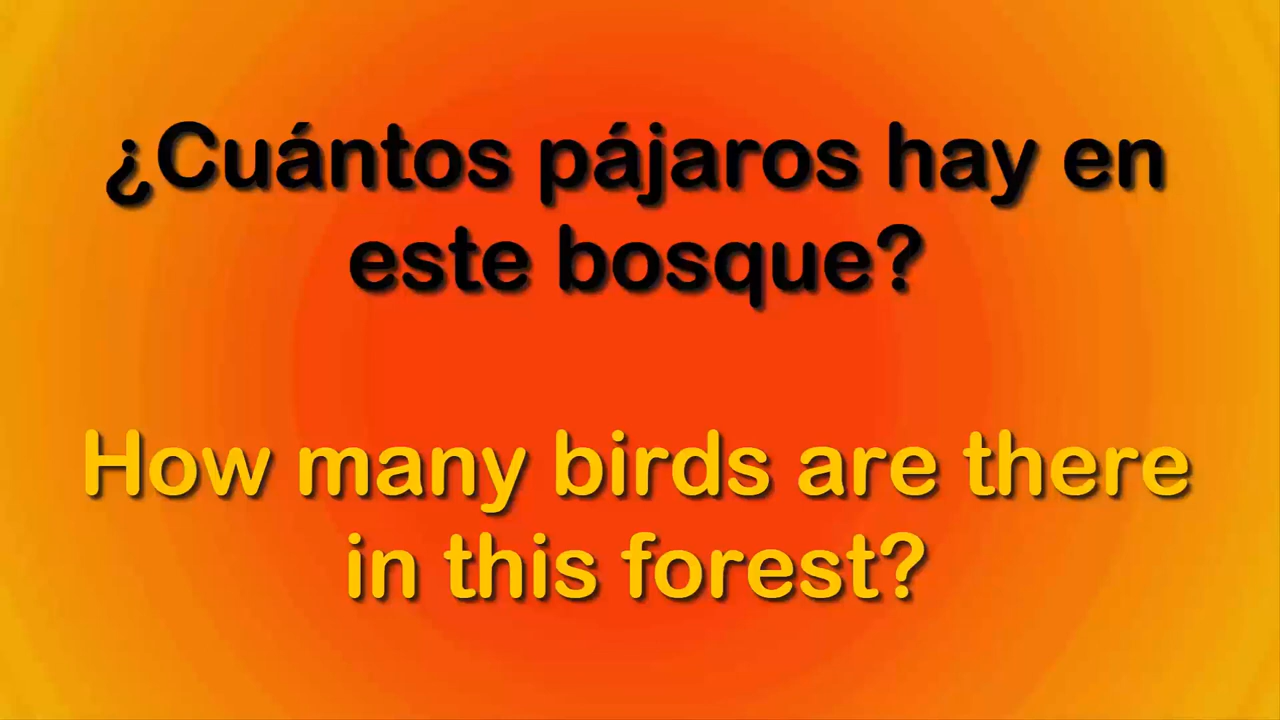 ¿Cuántos pájaros hay en
este bosque?
How many birds are there
in this forest?